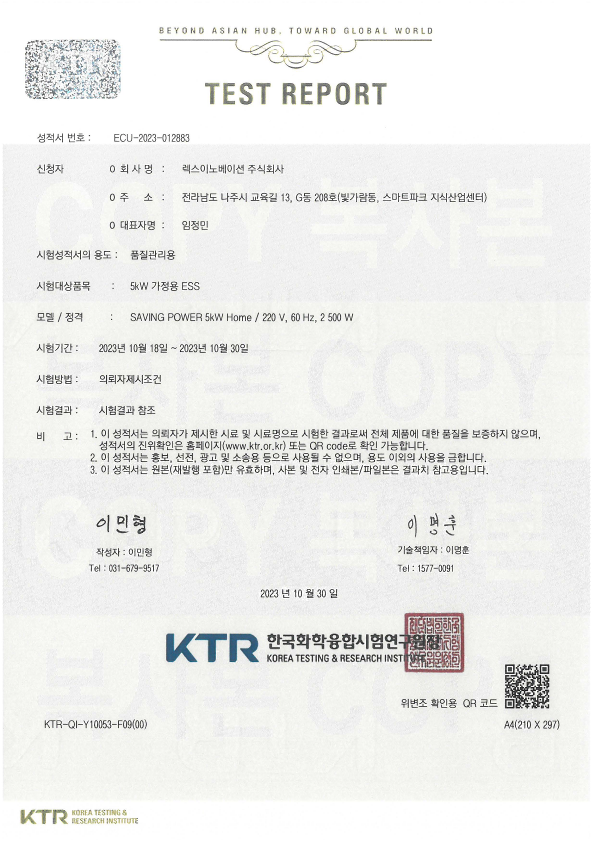 BEYOND ASIAN HUB, TOWARD GLOBAL WORLD
TEST REPORT
성적서 번호 : ECU-2023-012883
신청자 O 회 사 명 : 렉스이노베이션 주식회사
O 주 소 : 전라남도 나주시 교육길 13, G동 208호(빛가람동, 스마트파크 지식산업센터)
O 대표자명 : 임정민
시험성적서의 용도 : 품질관리용
시험대상품목 : 5kW 가정용 ESS
모델 / 정격 : SAVING POWER 5kW Home / 220 V, 60 Hz, 2 500 W
시험기간 : 2023년 10월 18일 ~ 2023년 10월 30일
시험방법 : 의뢰자제시조건
시험결과 : 시험결과 참조
비 고 : 1. 이 성적서는 의뢰자가 제시한 시료 및 시료명으로 시험한 결과로써 전체 제품에 대한 품질을 보증하지 않으며,
성적서의 진위확인은 홈페이지(www.ktr.or.kr) 또는 QR code로 확인 가능합니다.
2. 이 성적서는 홍보, 선전, 광고 및 소송용 등으로 사용될 수 없으며, 용도 이외의 사용을 금합니다.
3. 이 성적서는 원본(재발행 포함)만 유효하며, 사본 및 전자 인쇄본/파일본은 결과치 참고용입니다.
이민형 이명훈
작성자 : 이민형 기술책임자 : 이명훈
Tel : 031-679-9517 Tel : 1577-0091
2023 년 10 월 30 일
KTR 한국화학융합시험연구원장
KOREA TESTING & RESEARCH INSTITUTE
위변조 확인용 QR 코드
KTR-QI-Y10053-F09(00) A4(210 X 297)
KTR KOREA TESTING &
RESEARCH INSTITUTE
COPY 복사본
복사본 COPY
COPY 복사본
복사본 COPY